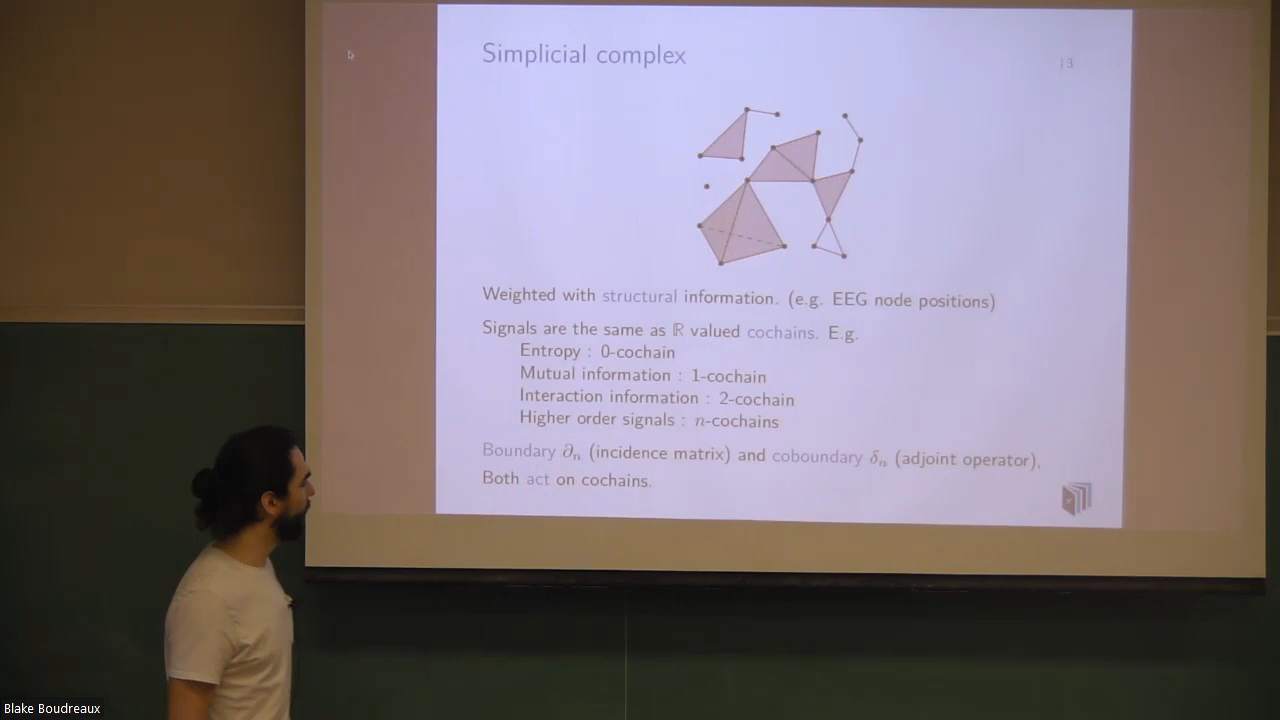 Simplicial complex
| 3
Weighted with structural information. (e.g. EEG node positions)
Signals are the same as ℝ valued cochains. E.g.
Entropy : 0-cochain
Mutual information : 1-cochain
Interaction information : 2-cochain
Higher order signals : n-cochains
Boundary ∂ₙ (incidence matrix) and coboundary δₙ (adjoint operator),
Both act on cochains.
Blake Boudreaux